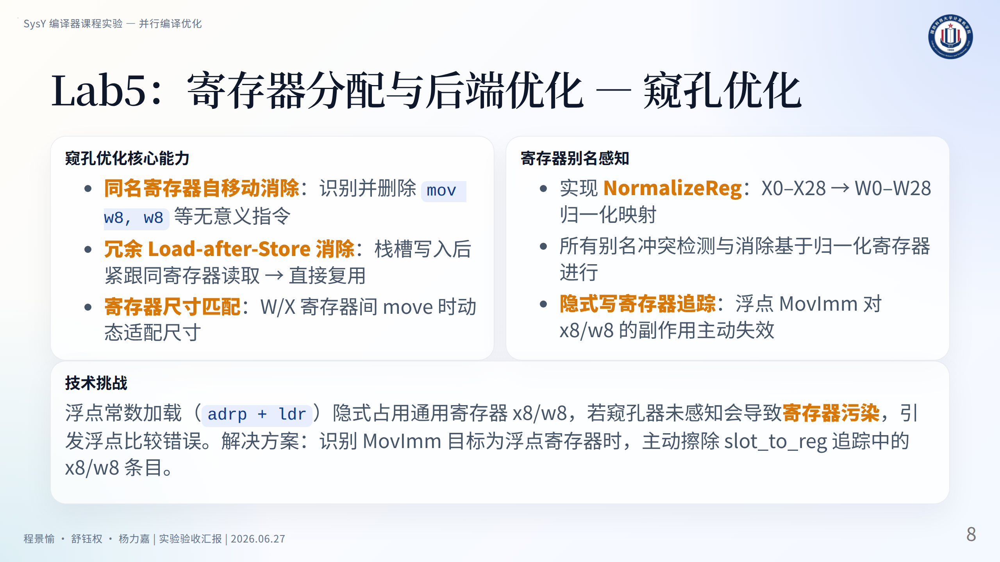 SysY 编译器课程实验 — 并行编译优化
国防科技大学计算机学院
1966
Lab5：寄存器分配与后端优化 — 窥孔优化
窥孔优化核心能力
• 同名寄存器自移动消除：识别并删除 mov
w8, w8 等无意义指令
• 冗余 Load-after-Store 消除：栈槽写入后
紧跟同寄存器读取 → 直接复用
• 寄存器尺寸匹配：W/X 寄存器间 move 时动
态适配尺寸
寄存器别名感知
• 实现 NormalizeReg：X0–X28 → W0–W28
归一化映射
• 所有别名冲突检测与消除基于归一化寄存器
进行
• 隐式写寄存器追踪：浮点 MovImm 对
x8/w8 的副作用主动失效
技术挑战
浮点常数加载（adrp + ldr）隐式占用通用寄存器 x8/w8，若窥孔器未感知会导致寄存器污染，引
发浮点比较错误。解决方案：识别 MovImm 目标为浮点寄存器时，主动擦除 slot_to_reg 追踪中的
x8/w8 条目。
程景愉 • 舒钰权 • 杨力嘉 | 实验验收汇报 | 2026.06.27
8